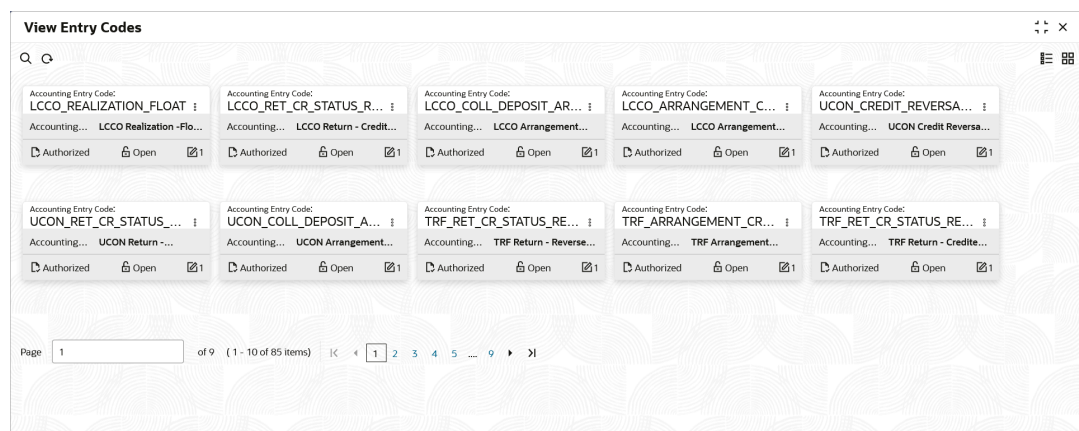 View Entry Codes
Accounting Entry Code:
LCCO_REALIZATION_FLOAT
Accounting... LCCO Realization -Flo...
Authorized Open 1
Accounting Entry Code:
LCCO_RET_CR_STATUS_R...
Accounting... LCCO Return - Credit...
Authorized Open 1
Accounting Entry Code:
LCCO_COLL_DEPOSIT_AR...
Accounting... LCCO Arrangement...
Authorized Open 1
Accounting Entry Code:
LCCO_ARRANGEMENT_C...
Accounting... LCCO Arrangement...
Authorized Open 1
Accounting Entry Code:
UCON_CREDIT_REVERSA...
Accounting... UCON Credit Reversa...
Authorized Open 1
Accounting Entry Code:
UCON_RET_CR_STATUS_...
Accounting... UCON Return -...
Authorized Open 1
Accounting Entry Code:
UCON_COLL_DEPOSIT_A...
Accounting... UCON Arrangement...
Authorized Open 1
Accounting Entry Code:
TRF_RET_CR_STATUS_RE...
Accounting... TRF Return - Reverse...
Authorized Open 1
Accounting Entry Code:
TRF_ARRANGEMENT_CR...
Accounting... TRF Arrangement...
Authorized Open 1
Accounting Entry Code:
TRF_RET_CR_STATUS_RE...
Accounting... TRF Return - Credite...
Authorized Open 1
Page 1 of 9 ( 1 - 10 of 85 items) 1 2 3 4 5 .... 9